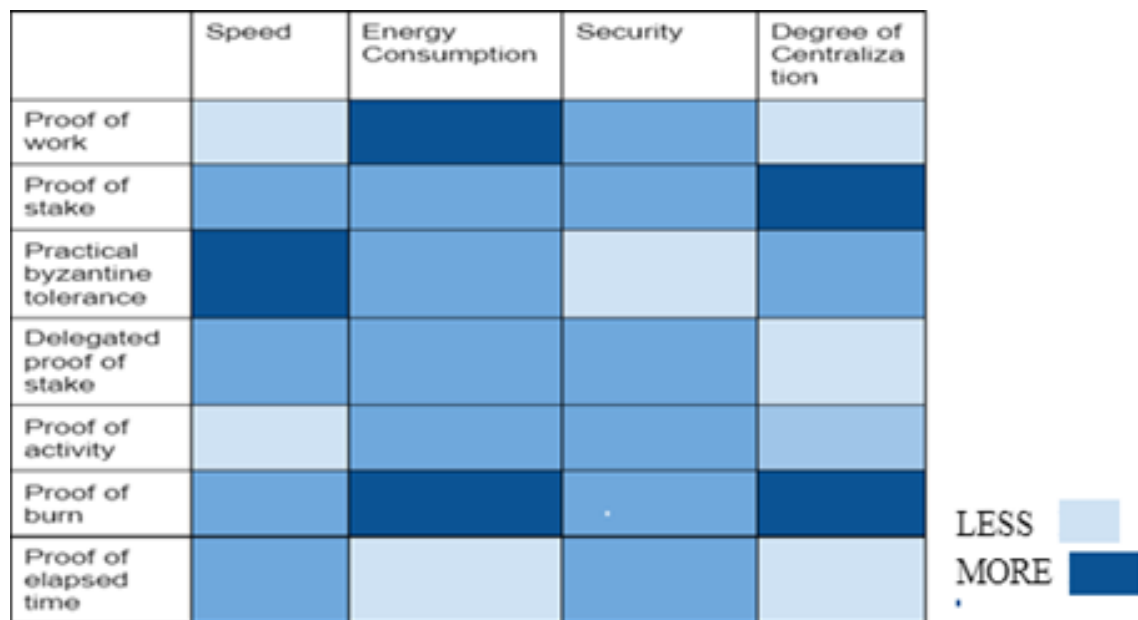 Speed
Energy
Consumption
Security
Degree of
Centraliza
tion
Proof of
work
Proof of
stake
Practical
byzantine
tolerance
Delegated
proof of
stake
Proof of
activity
Proof of
burn
Proof of
elapsed
time
LESS
MORE